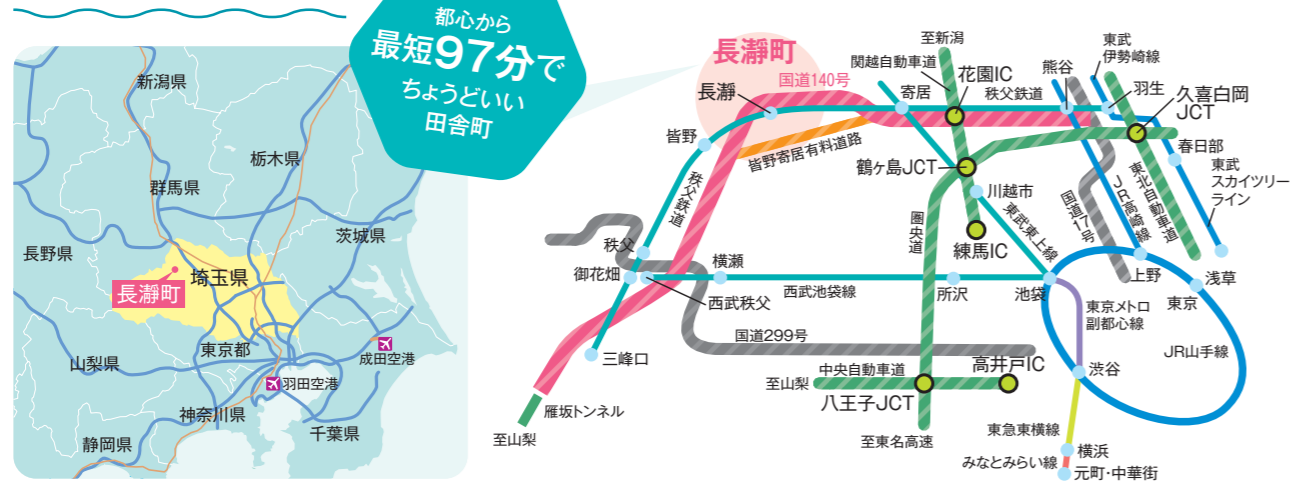 都心から
最短97分で
ちょうどいい
田舎町
新潟県
栃木県
群馬県
長野県
茨城県
埼玉県
長瀞町
山梨県
東京都
成田空港
羽田空港
神奈川県
千葉県
静岡県
長瀞町
国道140号
長瀞
皆野
秩父鉄道
皆野寄居有料道路
至新潟
関越自動車道
花園IC
寄居
秩父鉄道
熊谷
東武
伊勢崎線
羽生
久喜白岡
JCT
春日部
東武
スカイツリー
ライン
東北自動車道
JR高崎線
国道17号
鶴ヶ島JCT
川越市
東武東上線
圏央道
練馬IC
秩父
御花畑
横瀬
西武秩父
西武池袋線
所沢
池袋
上野
浅草
東京
東京メトロ
副都心線
JR山手線
国道299号
三峰口
中央自動車道
高井戸IC
至山梨
八王子JCT
渋谷
雁坂トンネル
至山梨
至東名高速
東急東横線
横浜
みなとみらい線
元町・中華街